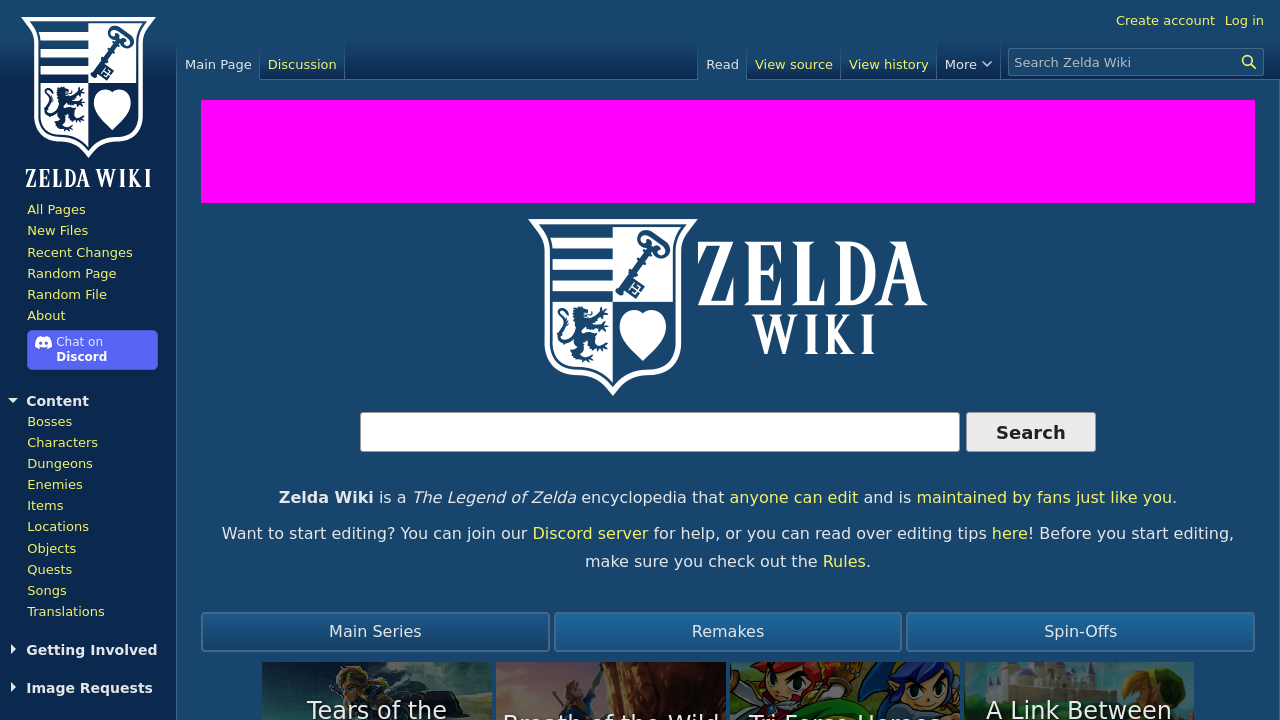 Create account Log in
Main Page Discussion Read View source View history More Search Zelda Wiki
ZELDA WIKI
All Pages
New Files
Recent Changes
Random Page
Random File
About
Chat on
Discord
Content
Bosses
Characters
Dungeons
Enemies
Items
Locations
Objects
Quests
Songs
Translations
Getting Involved
Image Requests
ZELDA
WIKI
Search
Zelda Wiki is a The Legend of Zelda encyclopedia that anyone can edit and is maintained by fans just like you.
Want to start editing? You can join our Discord server for help, or you can read over editing tips here! Before you start editing,
make sure you check out the Rules.
Main Series Remakes Spin-Offs
Tears of the
Breath of the Wild
Tri Force Heroes
A Link Between